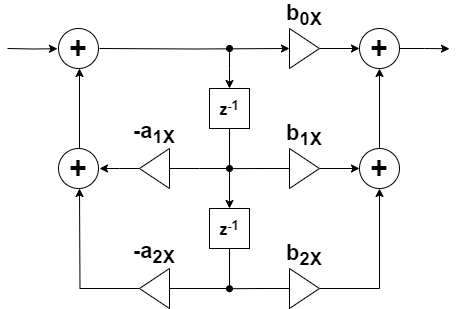 b0X
+
+
z-1
-a1X
b1X
+
+
z-1
-a2X
b2X